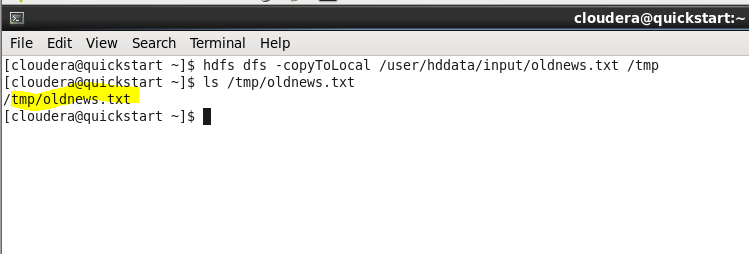 cloudera@quickstart:~
File Edit View Search Terminal Help
[cloudera@quickstart ~]$ hdfs dfs -copyToLocal /user/hddata/input/oldnews.txt /tmp
[cloudera@quickstart ~]$ ls /tmp/oldnews.txt
/tmp/oldnews.txt
[cloudera@quickstart ~]$